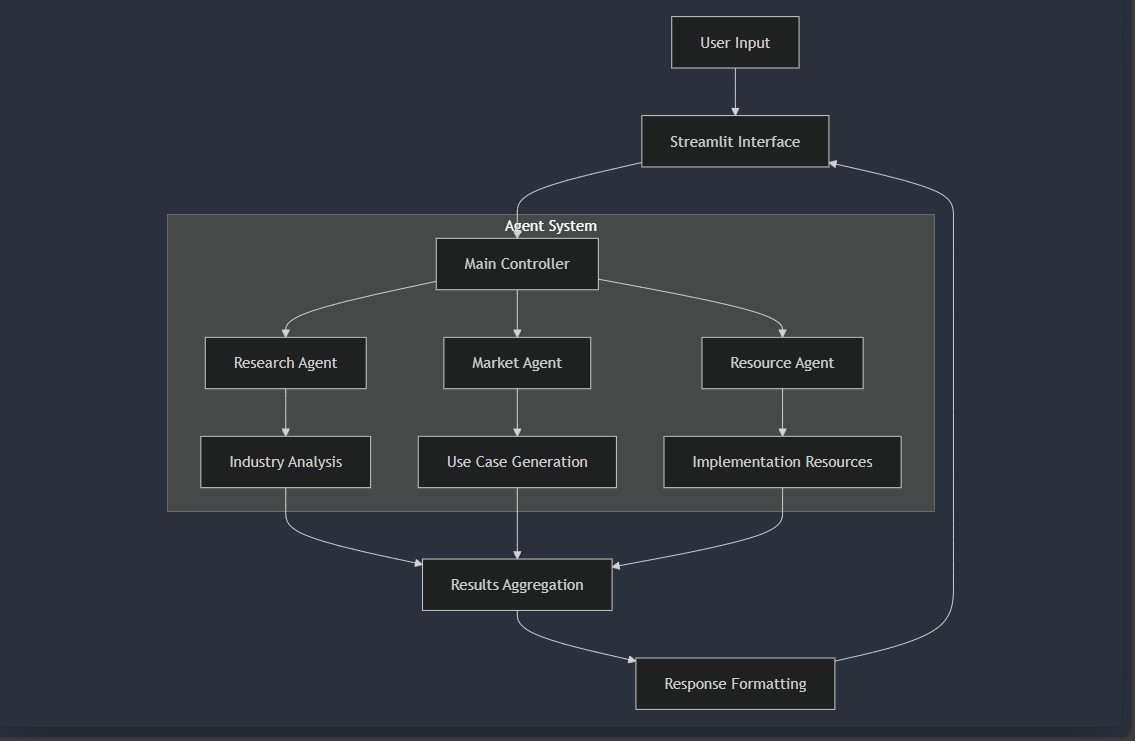 User Input
Streamlit Interface
Agent System
Main Controller
Research Agent
Market Agent
Resource Agent
Industry Analysis
Use Case Generation
Implementation Resources
Results Aggregation
Response Formatting